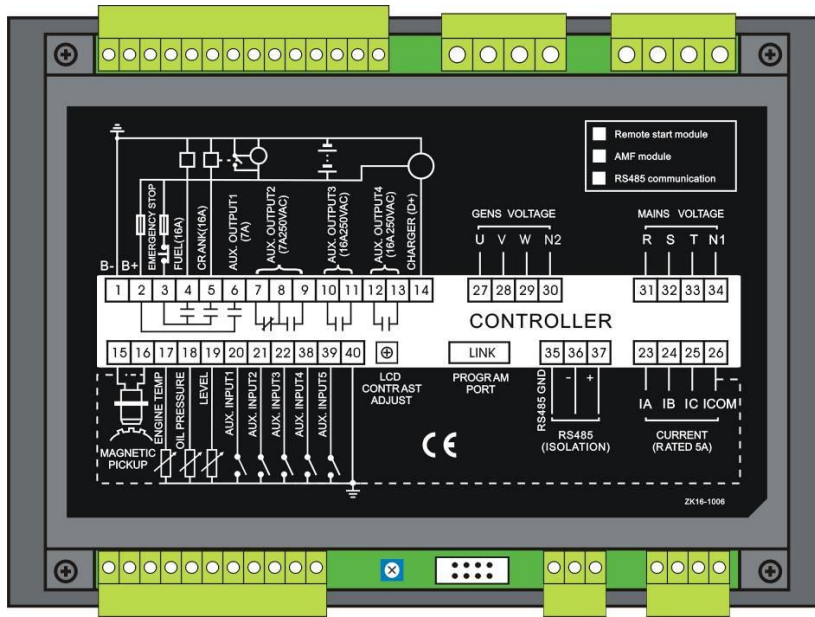 Remote start module
AMF module
RS485 communication
B-
B+
EMERGENCY STOP
FUEL(16A)
CRANK(16A)
AUX. OUTPUT1
(7A)
AUX. OUTPUT2
(7A250VAC)
AUX. OUTPUT3
(16A250VAC)
AUX. OUTPUT4
(16A 250VAC)
CHARGER (D+)
GENS VOLTAGE
U V W N2
MAINS VOLTAGE
R S T N1
1 2 3 4 5 6 7 8 9 10 11 12 13 14
27 28 29 30
31 32 33 34
CONTROLLER
15 16 17 18 19 20 21 22 38 39 40
LINK
35 36 37
23 24 25 26
MAGNETIC
PICKUP
ENGINE TEMP
OIL PRESSURE
LEVEL
AUX. INPUT1
AUX. INPUT2
AUX. INPUT3
AUX. INPUT4
AUX. INPUT5
LCD
CONTRAST
ADJUST
PROGRAM
PORT
RS485 GND
- +
RS485
(ISOLATION)
IA IB IC ICOM
CURRENT
(RATED 5A)
CE
ZK16-1006